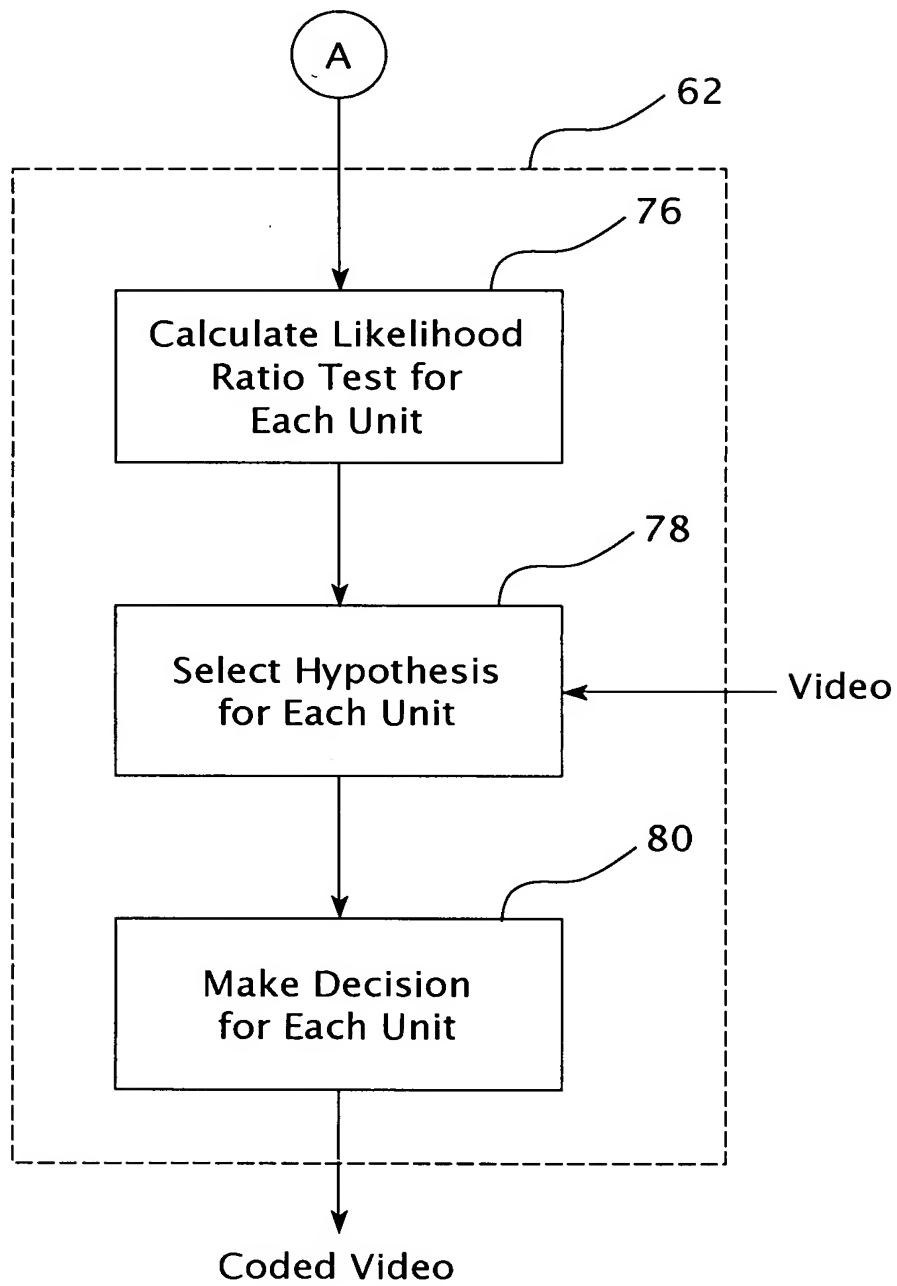 A
62
76
Calculate Likelihood
Ratio Test for
Each Unit
78
Select Hypothesis
for Each Unit
Video
80
Make Decision
for Each Unit
Coded Video